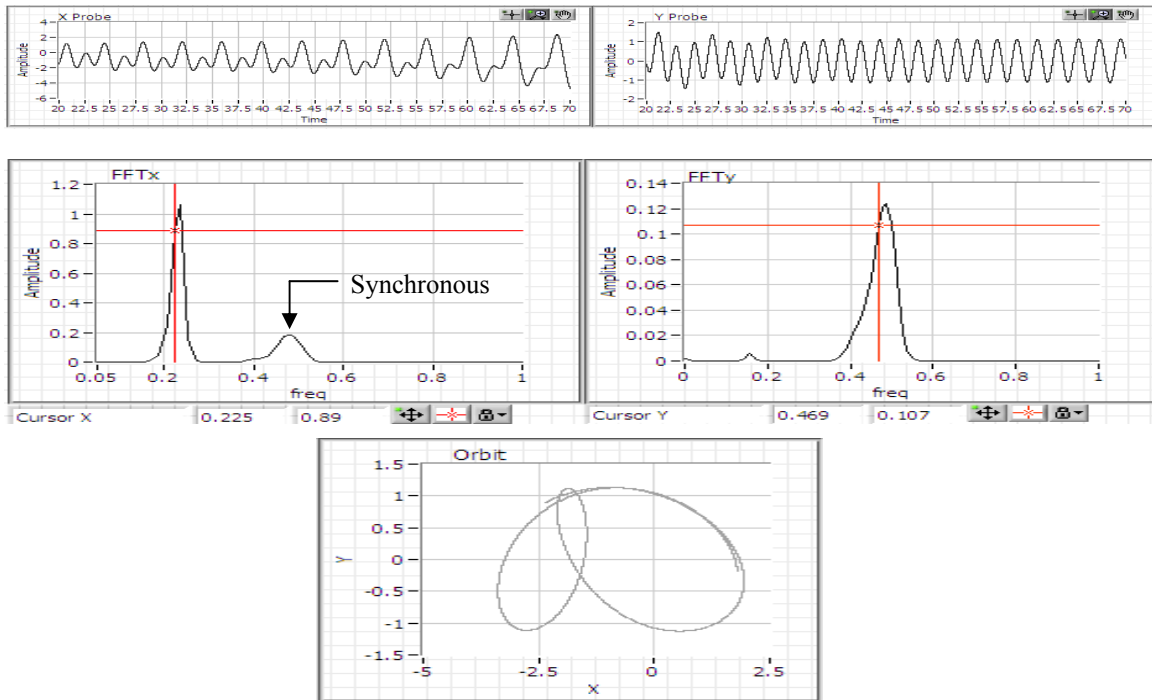 X Probe
Amplitude
4
2
0
-2
-4
-6
20 22.5 25 27.5 30 32.5 35 37.5 40 42.5 45 47.5 50 52.5 55 57.5 60 62.5 65 67.5 70
Time
Y Probe
Amplitude
2
1
0
-1
-2
20 22.5 25 27.5 30 32.5 35 37.5 40 42.5 45 47.5 50 52.5 55 57.5 60 62.5 65 67.5 70
Time
FFTx
Amplitude
1.2
1
0.8
0.6
0.4
0.2
0
Synchronous
0.05 0.2 0.4 0.6 0.8 1
freq
Cursor X 0.225 0.89
FFTy
Amplitude
0.14
0.12
0.1
0.08
0.06
0.04
0.02
0
0 0.2 0.4 0.6 0.8 1
freq
Cursor Y 0.469 0.107
Orbit
Y
1.5
1
0.5
0
-0.5
-1
-1.5
-5 -2.5 0 2.5
X